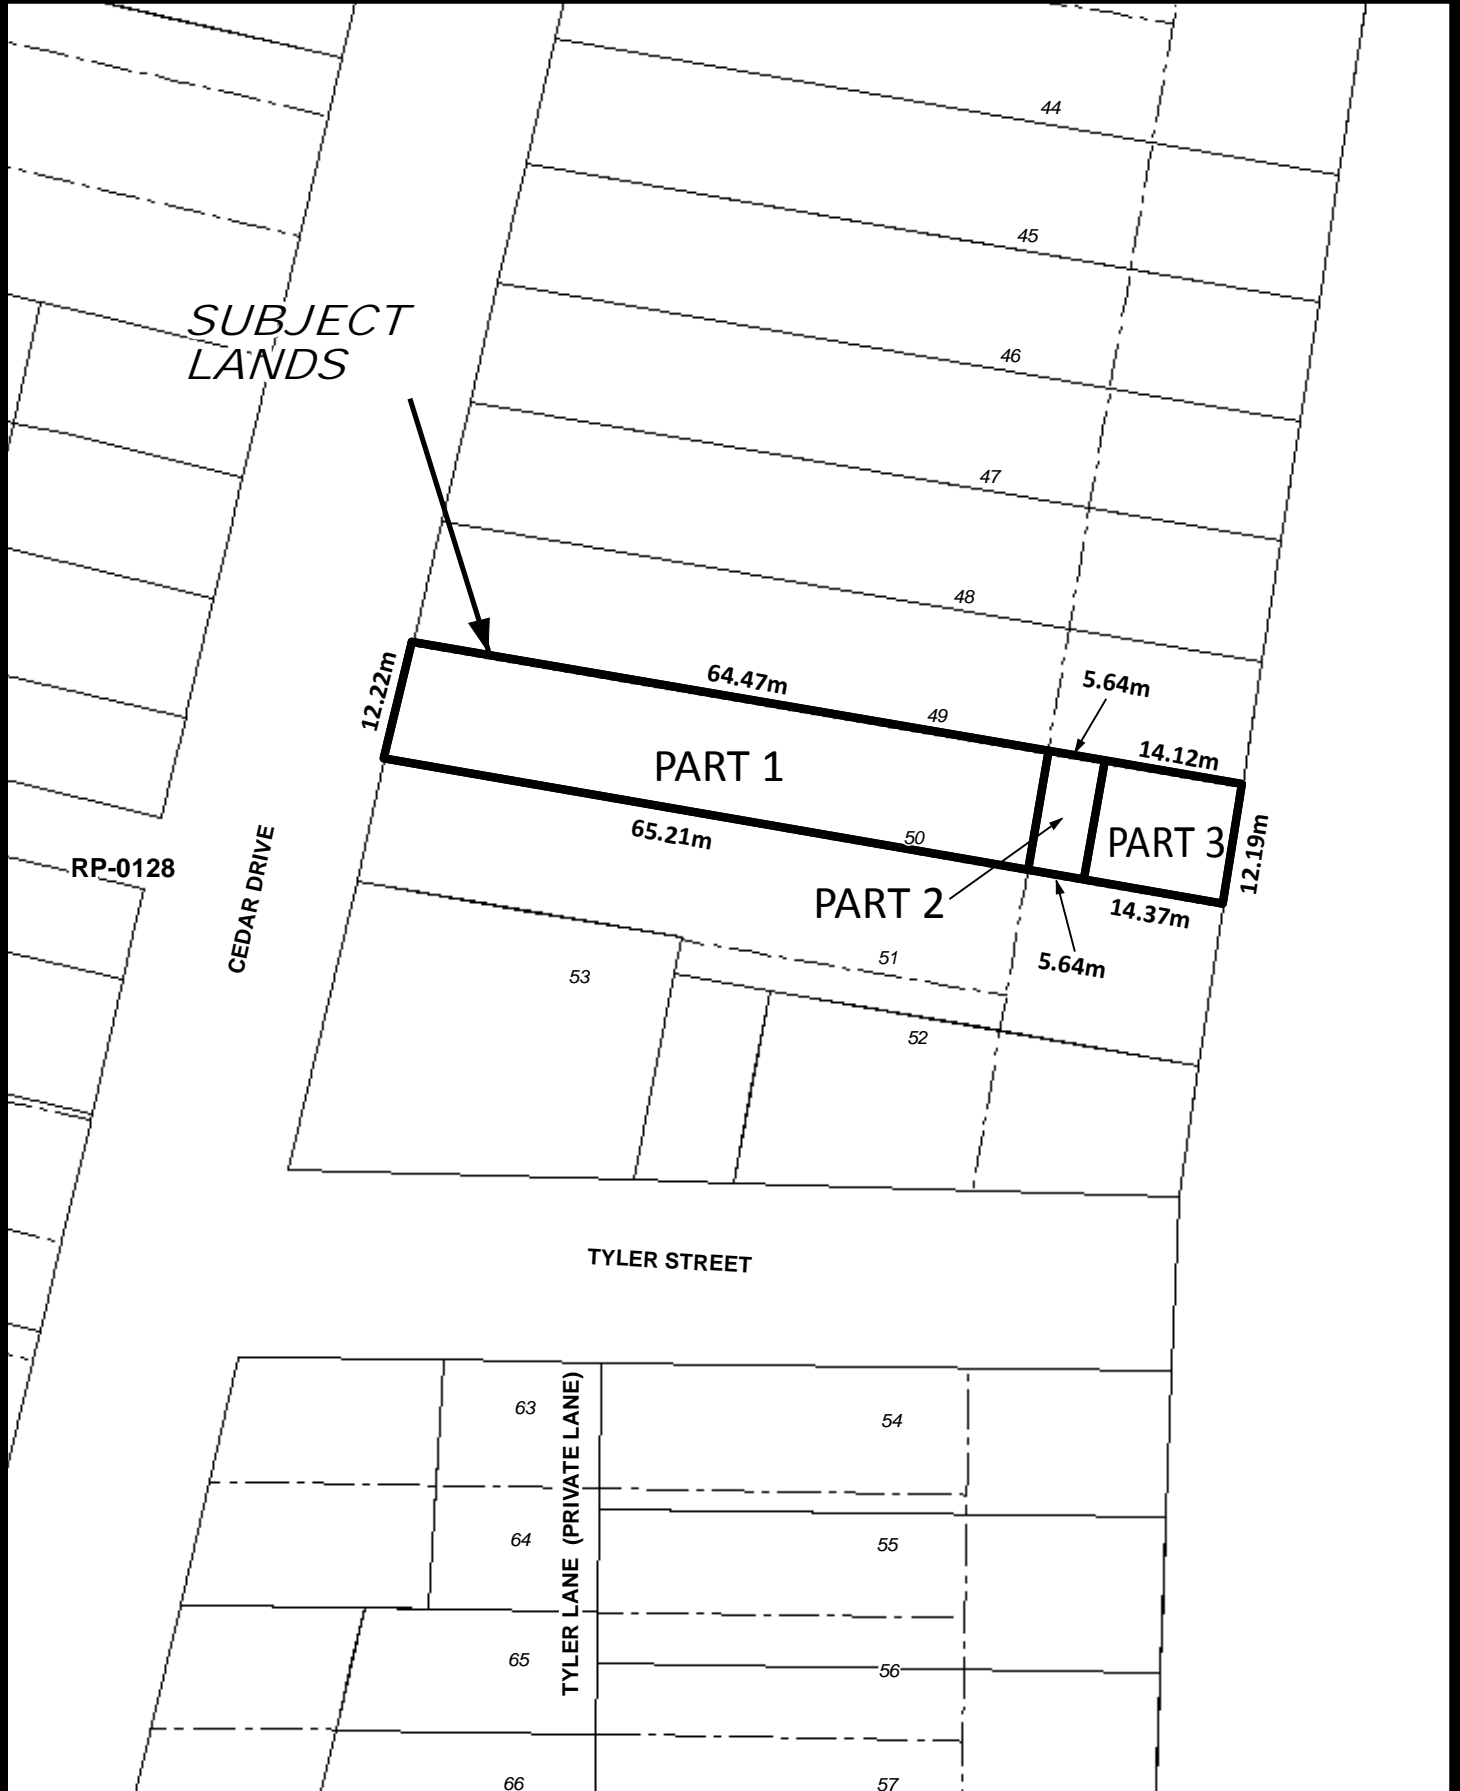 44
45
SUBJECT
LANDS
46
47
48
12.22m
64.47m
5.64m
49
14.12m
PART 1
65.21m
50
PART 3
12.19m
RP-0128
CEDAR DRIVE
PART 2
14.37m
51
5.64m
53
52
TYLER STREET
63
54
TYLER LANE (PRIVATE LANE)
64
55
65
56
66
57